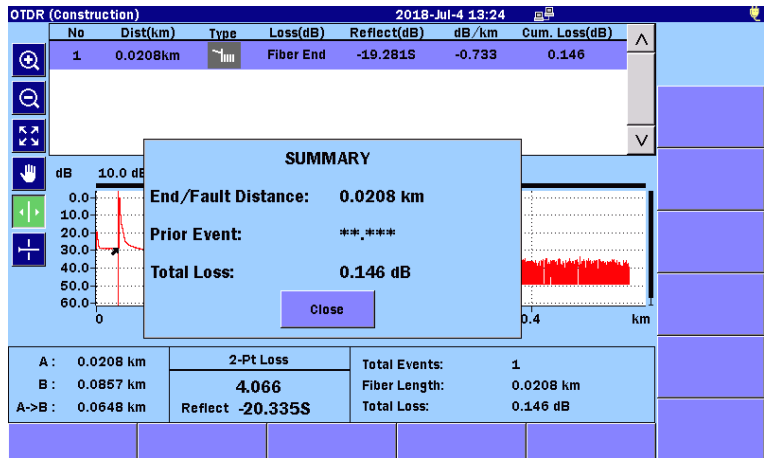 OTDR (Construction) 2018-Jul-4 13:24
No Dist(km) Type Loss(dB) Reflect(dB) dB/km Cum. Loss(dB)
1 0.0208km Fiber End -19.281S -0.733 0.146
SUMMARY
End/Fault Distance: 0.0208 km
Prior Event: **.***
Total Loss: 0.146 dB
Close
dB 10.0 dB
0.0
10.0
20.0
30.0
40.0
50.0
60.0
0 0.4 km
A : 0.0208 km
B : 0.0857 km
A->B : 0.0648 km
2-Pt Loss
4.066
Reflect -20.335S
Total Events: 1
Fiber Length: 0.0208 km
Total Loss: 0.146 dB